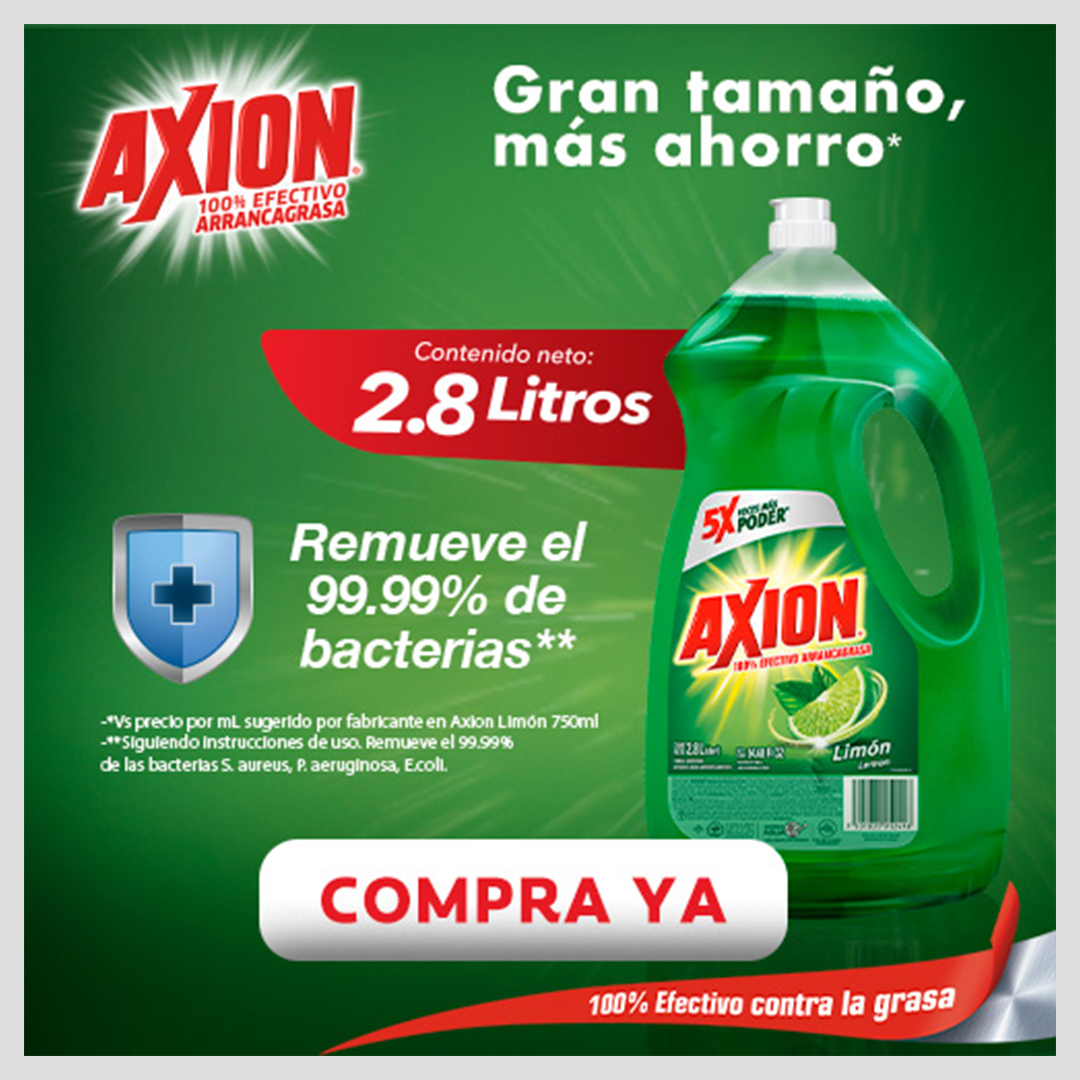 AXION®
100% EFECTIVO
ARRANCAGRASA
Gran tamaño,
más ahorro*
Contenido neto:
2.8 Litros
Remueve el
99.99% de
bacterias**
-*Vs precio por mL sugerido por fabricante en Axion Limón 750ml
-**Siguiendo instrucciones de uso. Remueve el 99.99%
de las bacterias S. aureus, P. aeruginosa, E.coli.
5X VECES MÁS
PODER*
AXION
100% EFECTIVO ARRANCAGRASA
Limón
Lemon
COMPRA YA
100% Efectivo contra la grasa